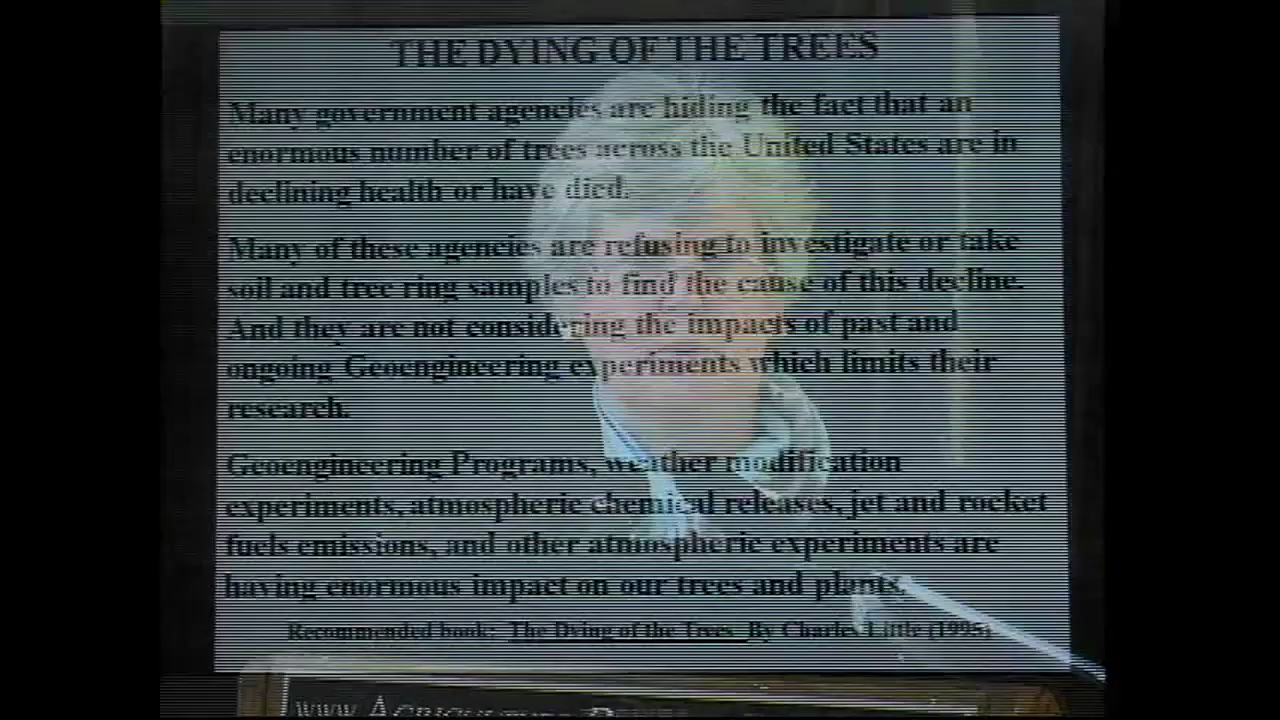 THE DYING OF THE TREES
Many government agencies are hiding the fact that an
enormous number of trees across the United States are in
declining health or have died.
Many of these agencies are refusing to investigate or take
soil and tree ring samples to find the cause of this decline.
And they are not considering the impacts of past and
ongoing Geoengineering experiments which limits their
research.
Geoengineering Programs, weather modification
experiments, atmospheric chemical releases, jet and rocket
fuels emissions, and other atmospheric experiments are
having enormous impact on our trees and plants.
Recommended book: The Dying of the Trees By Charles Little (1995)
www.